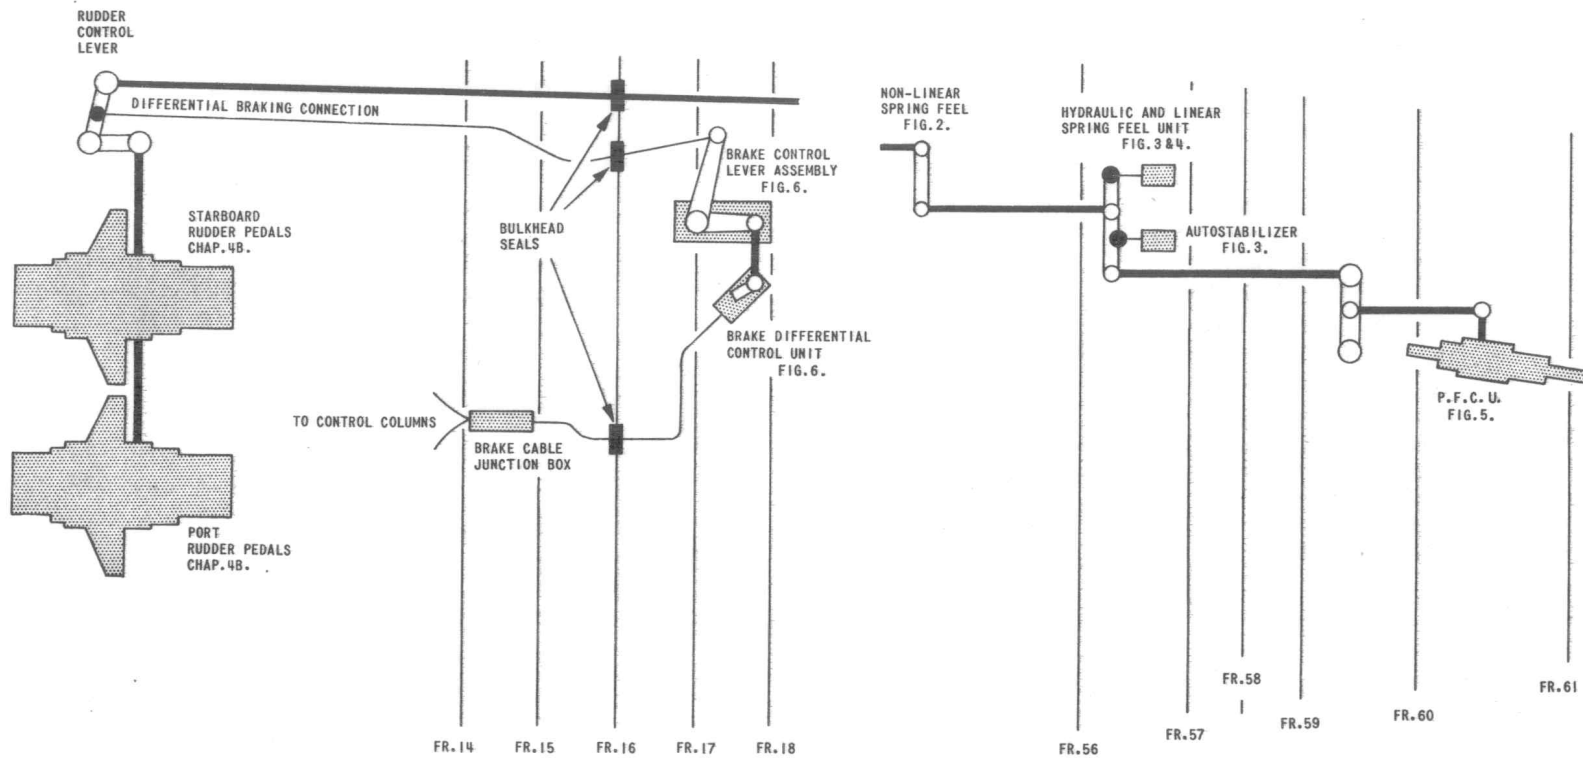 RUDDER
CONTROL
LEVER
DIFFERENTIAL BRAKING CONNECTION
STARBOARD
RUDDER PEDALS
CHAP.4B.
BULKHEAD
SEALS
BRAKE CONTROL
LEVER ASSEMBLY
FIG.6.
BRAKE DIFFERENTIAL
CONTROL UNIT
FIG.6.
TO CONTROL COLUMNS
BRAKE CABLE
JUNCTION BOX
PORT
RUDDER PEDALS
CHAP.4B.
FR.14
FR.15
FR.16
FR.17
FR.18
NON-LINEAR
SPRING FEEL
FIG.2.
HYDRAULIC AND LINEAR
SPRING FEEL UNIT
FIG.3&4.
AUTOSTABILIZER
FIG.3.
P.F.C.U.
FIG.5.
FR.56
FR.57
FR.58
FR.59
FR.60
FR.61